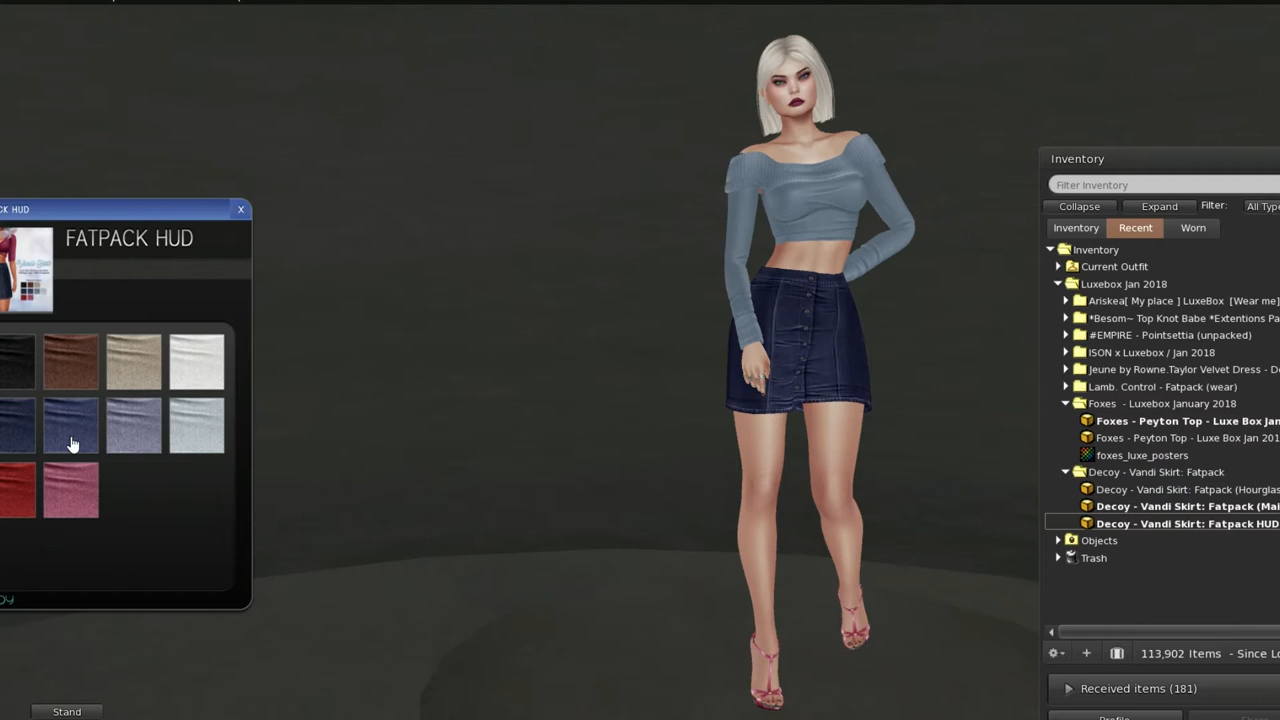 CK HUD
X
FATPACK HUD
Stand
Inventory
Filter Inventory
Collapse
Expand
Filter:
All Type
Inventory
Recent
Worn
Inventory
Current Outfit
Luxebox Jan 2018
Ariskea[ My place ] LuxeBox [Wear me]
*Besom~ Top Knot Babe *Extentions Pa
#EMPIRE - Pointsettia (unpacked)
ISON x Luxebox / Jan 2018
Jeune by Rowne.Taylor Velvet Dress - De
Lamb. Control - Fatpack (wear)
Foxes - Luxebox January 2018
Foxes - Peyton Top - Luxe Box Jan
Foxes - Peyton Top - Luxe Box Jan 201
foxes_luxe_posters
Decoy - Vandi Skirt: Fatpack
Decoy - Vandi Skirt: Fatpack (Hourglas
Decoy - Vandi Skirt: Fatpack (Mai
Decoy - Vandi Skirt: Fatpack HUD
Objects
Trash
113,902 Items - Since Lo
Received items (181)
Profile